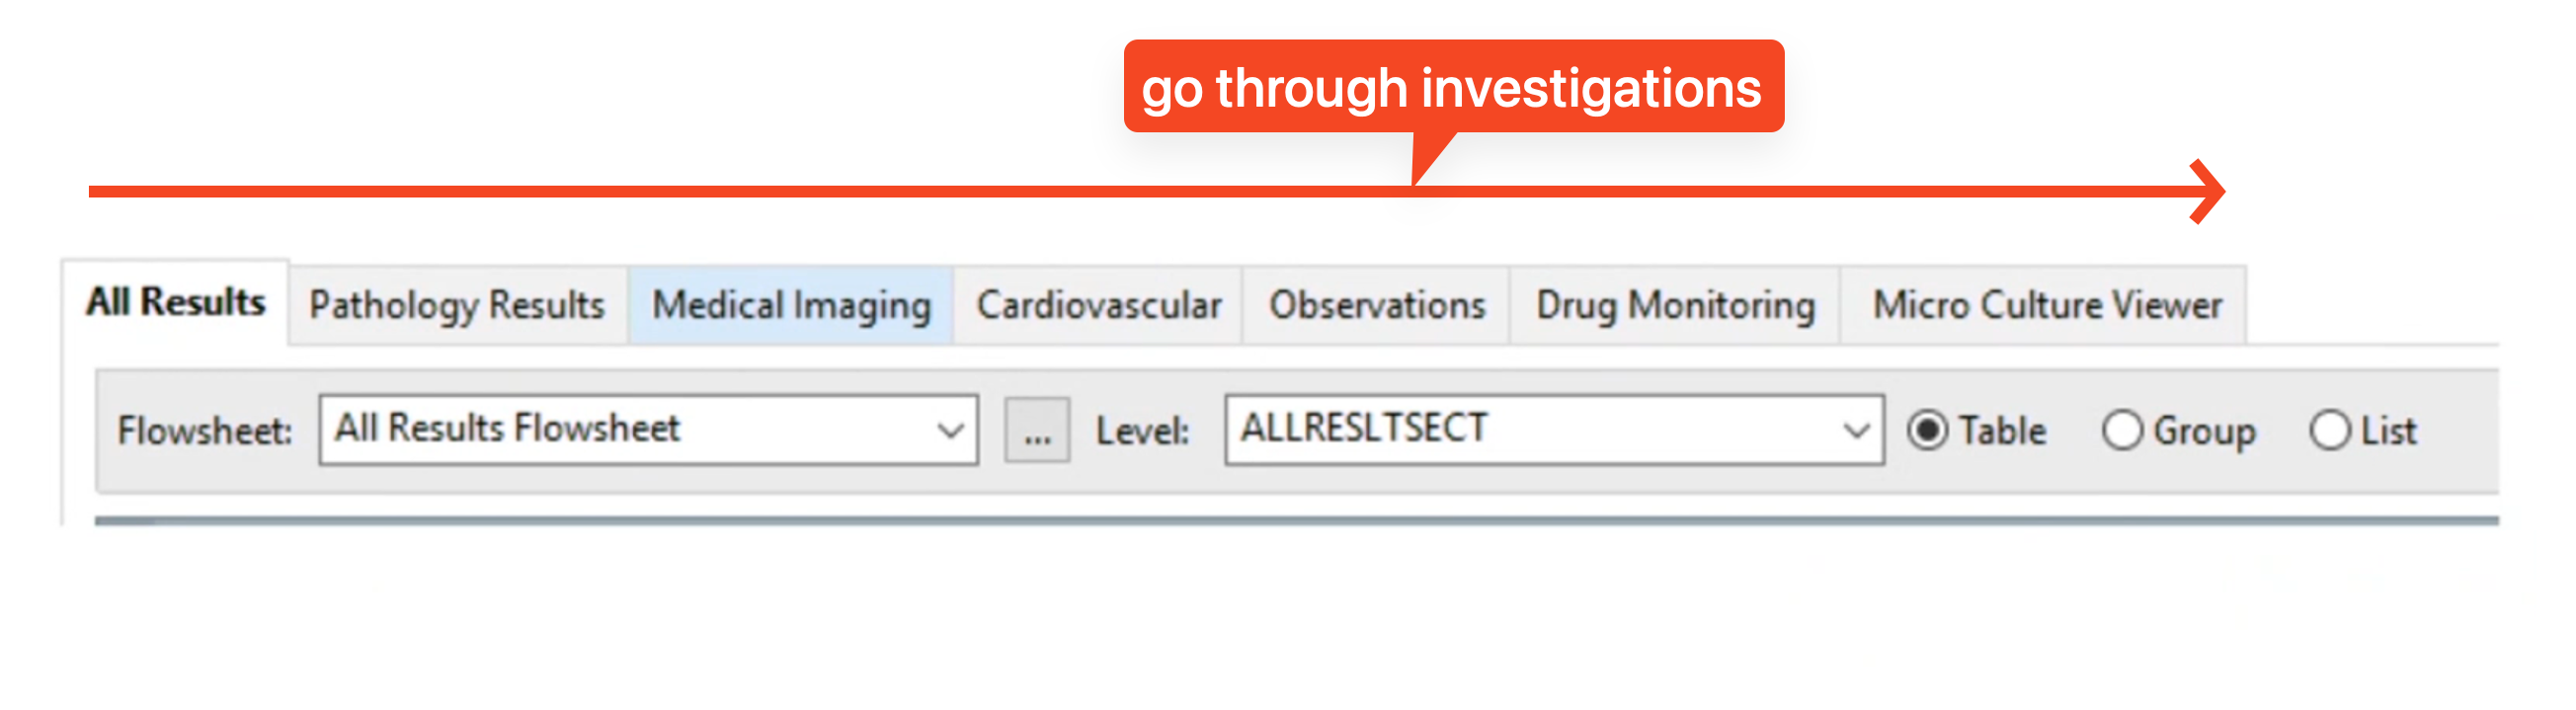 go through investigations
All Results Pathology Results Medical Imaging Cardiovascular Observations Drug Monitoring Micro Culture Viewer
Flowsheet: All Results Flowsheet ... Level: ALLRESLTSECT Table Group List